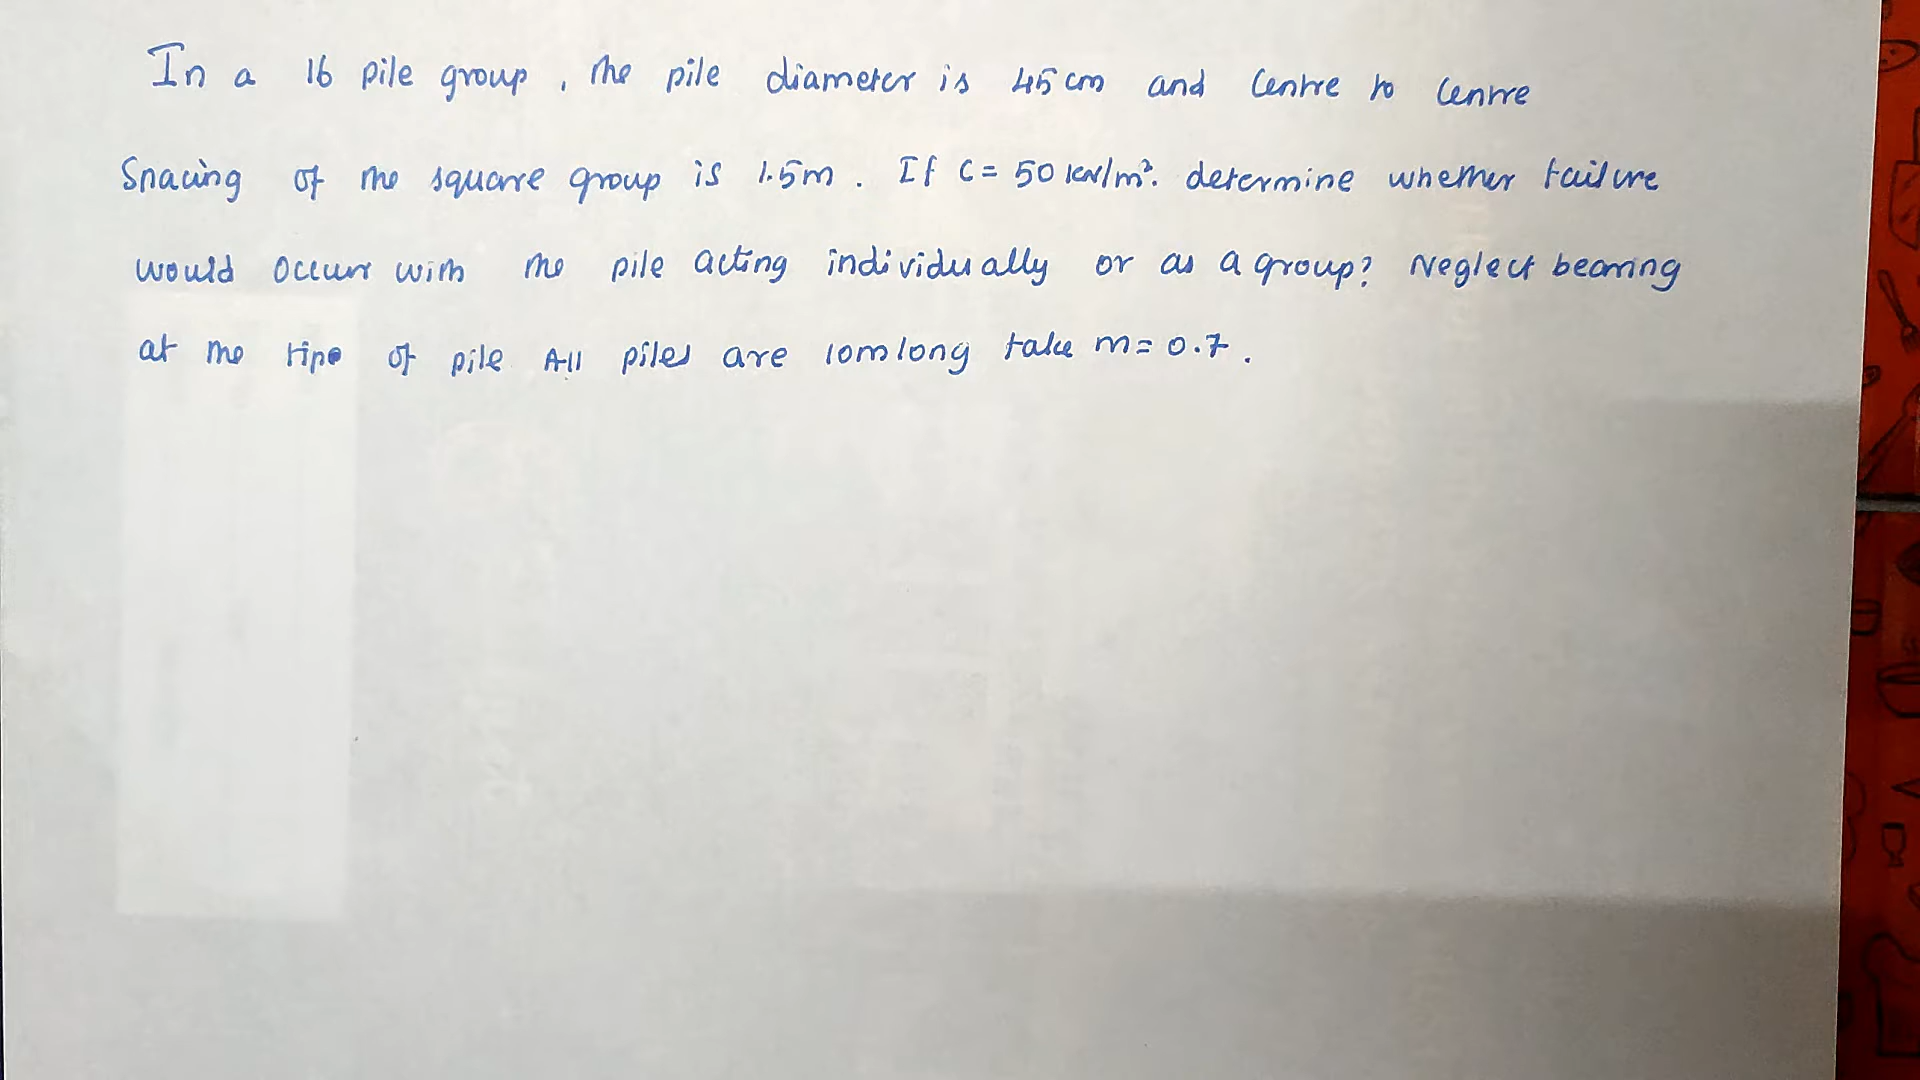 In a 16 pile group, the pile diameter is 45 cm and Centre to Centre
Spacing of the square group is 1.5m. If C = 50 kN/m². determine whether failure
would occur with the pile acting individually or as a group? Neglect bearing
at the tipe of pile All piles are 10m long take m = 0.7.